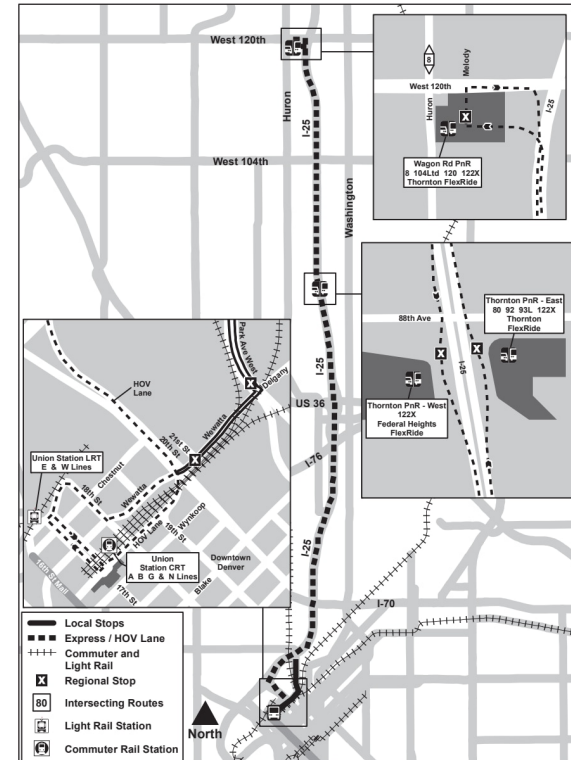 West 120th
Huron
I-25
West 104th
Washington
I-25
US 36
I-76
I-25
I-70
North
8
Melody
West 120th
Huron
I-25
Wagon Rd PnR
8 104Ltd 120 122X
Thornton FlexRide
88th Ave
I-25
Thornton PnR - East
80 92 93L 122X
Thornton
FlexRide
Thornton PnR - West
122X
Federal Heights
FlexRide
Park Ave West
Delgany
HOV
Lane
21st St
20th St
Wewatta
Union Station LRT
E & W Lines
Chestnut
18th St
Wewatta
HOV Lane
19th St
Wynkoop
Union
Station CRT
A B G & N Lines
Downtown
Denver
16th St Mall
17th St
Blake
Local Stops
Express / HOV Lane
Commuter and
Light Rail
X Regional Stop
80 Intersecting Routes
Light Rail Station
Commuter Rail Station